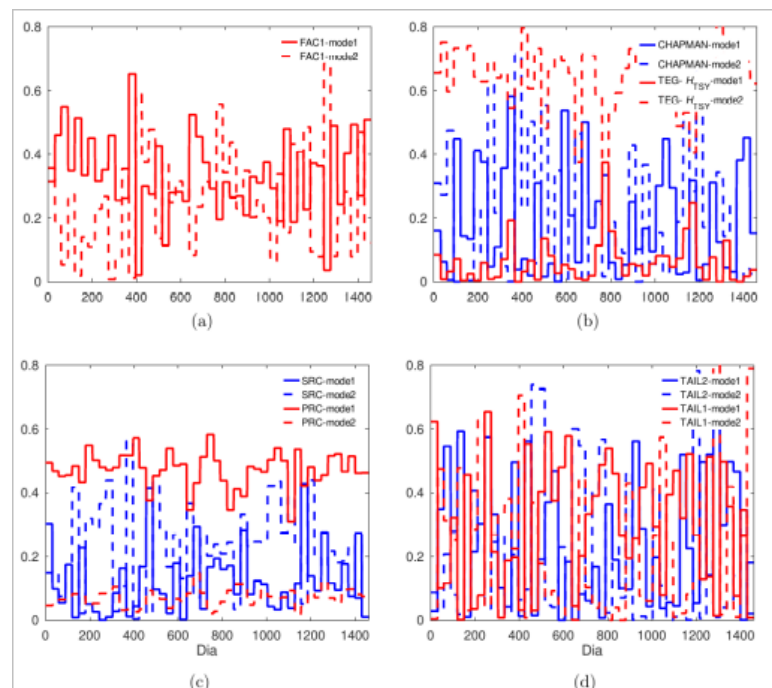 0.8
0.6
0.4
0.2
0
0 200 400 600 800 1000 1200 1400
FAC1-mode1
FAC1-mode2
(a)
0.8
0.6
0.4
0.2
0
0 200 400 600 800 1000 1200 1400
CHAPMAN-mode1
CHAPMAN-mode2
TEG- H_TSY-mode1
TEG- H_TSY-mode2
(b)
0.8
0.6
0.4
0.2
0
0 200 400 600 800 1000 1200 1400
SRC-mode1
SRC-mode2
PRC-mode1
PRC-mode2
Dia
(c)
0.8
0.6
0.4
0.2
0
0 200 400 600 800 1000 1200 1400
TAIL2-mode1
TAIL2-mode2
TAIL1-mode1
TAIL1-mode2
Dia
(d)